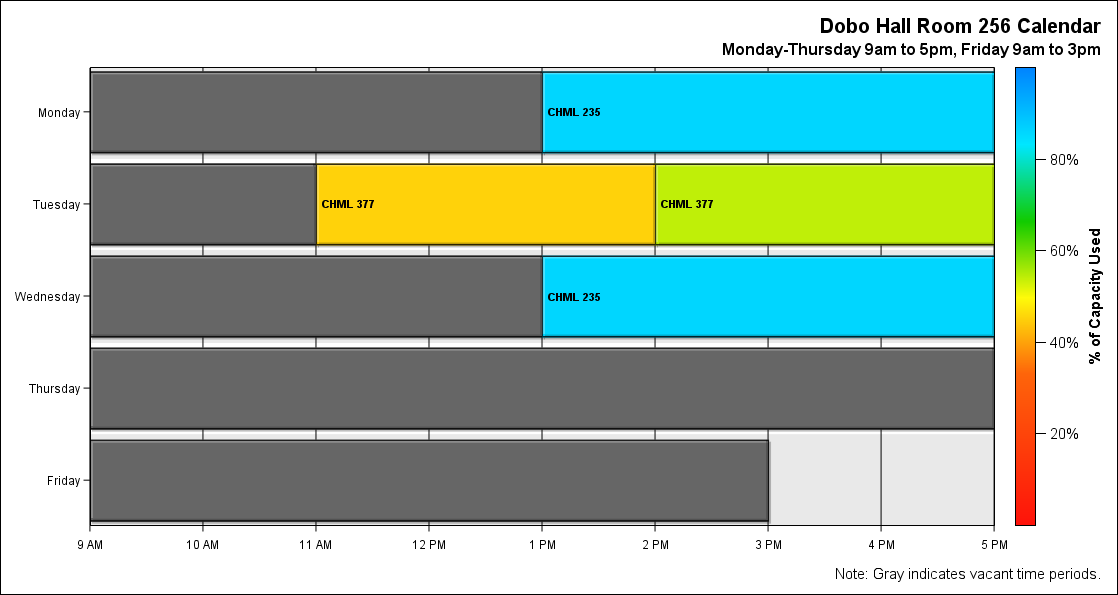 Dobo Hall Room 256 Calendar
Monday-Thursday 9am to 5pm, Friday 9am to 3pm
Monday
CHML 235
Tuesday
CHML 377
CHML 377
Wednesday
CHML 235
Thursday
Friday
9 AM
10 AM
11 AM
12 PM
1 PM
2 PM
3 PM
4 PM
5 PM
80%
60%
40%
20%
% of Capacity Used
Note: Gray indicates vacant time periods.